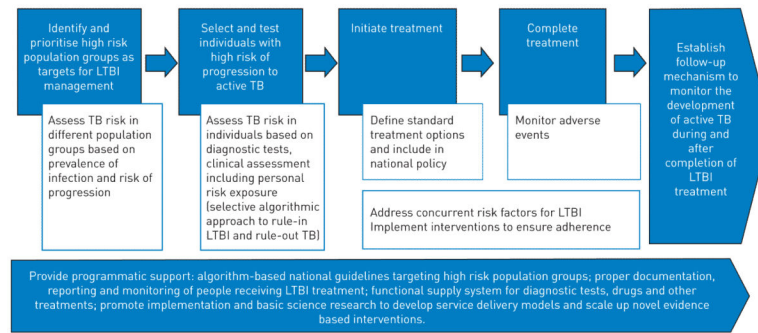 Identify and
prioritise high risk
population groups as
targets for LTBI
management
Assess TB risk in
different population
groups based on
prevalence of
infection and risk of
progression
Select and test
individuals with
high risk of
progression to
active TB
Assess TB risk in
individuals based on
diagnostic tests,
clinical assessment
including personal
risk exposure
(selective algorithmic
approach to rule-in
LTBI and rule-out TB)
Initiate treatment
Define standard
treatment options
and include in
national policy
Complete
treatment
Monitor adverse
events
Address concurrent risk factors for LTBI
Implement interventions to ensure adherence
Establish
follow-up
mechanism to
monitor the
development
of active TB
during and
after
completion of
LTBI
treatment
Provide programmatic support: algorithm-based national guidelines targeting high risk population groups; proper documentation,
reporting and monitoring of people receiving LTBI treatment; functional supply system for diagnostic tests, drugs and other
treatments; promote implementation and basic science research to develop service delivery models and scale up novel evidence
based interventions.